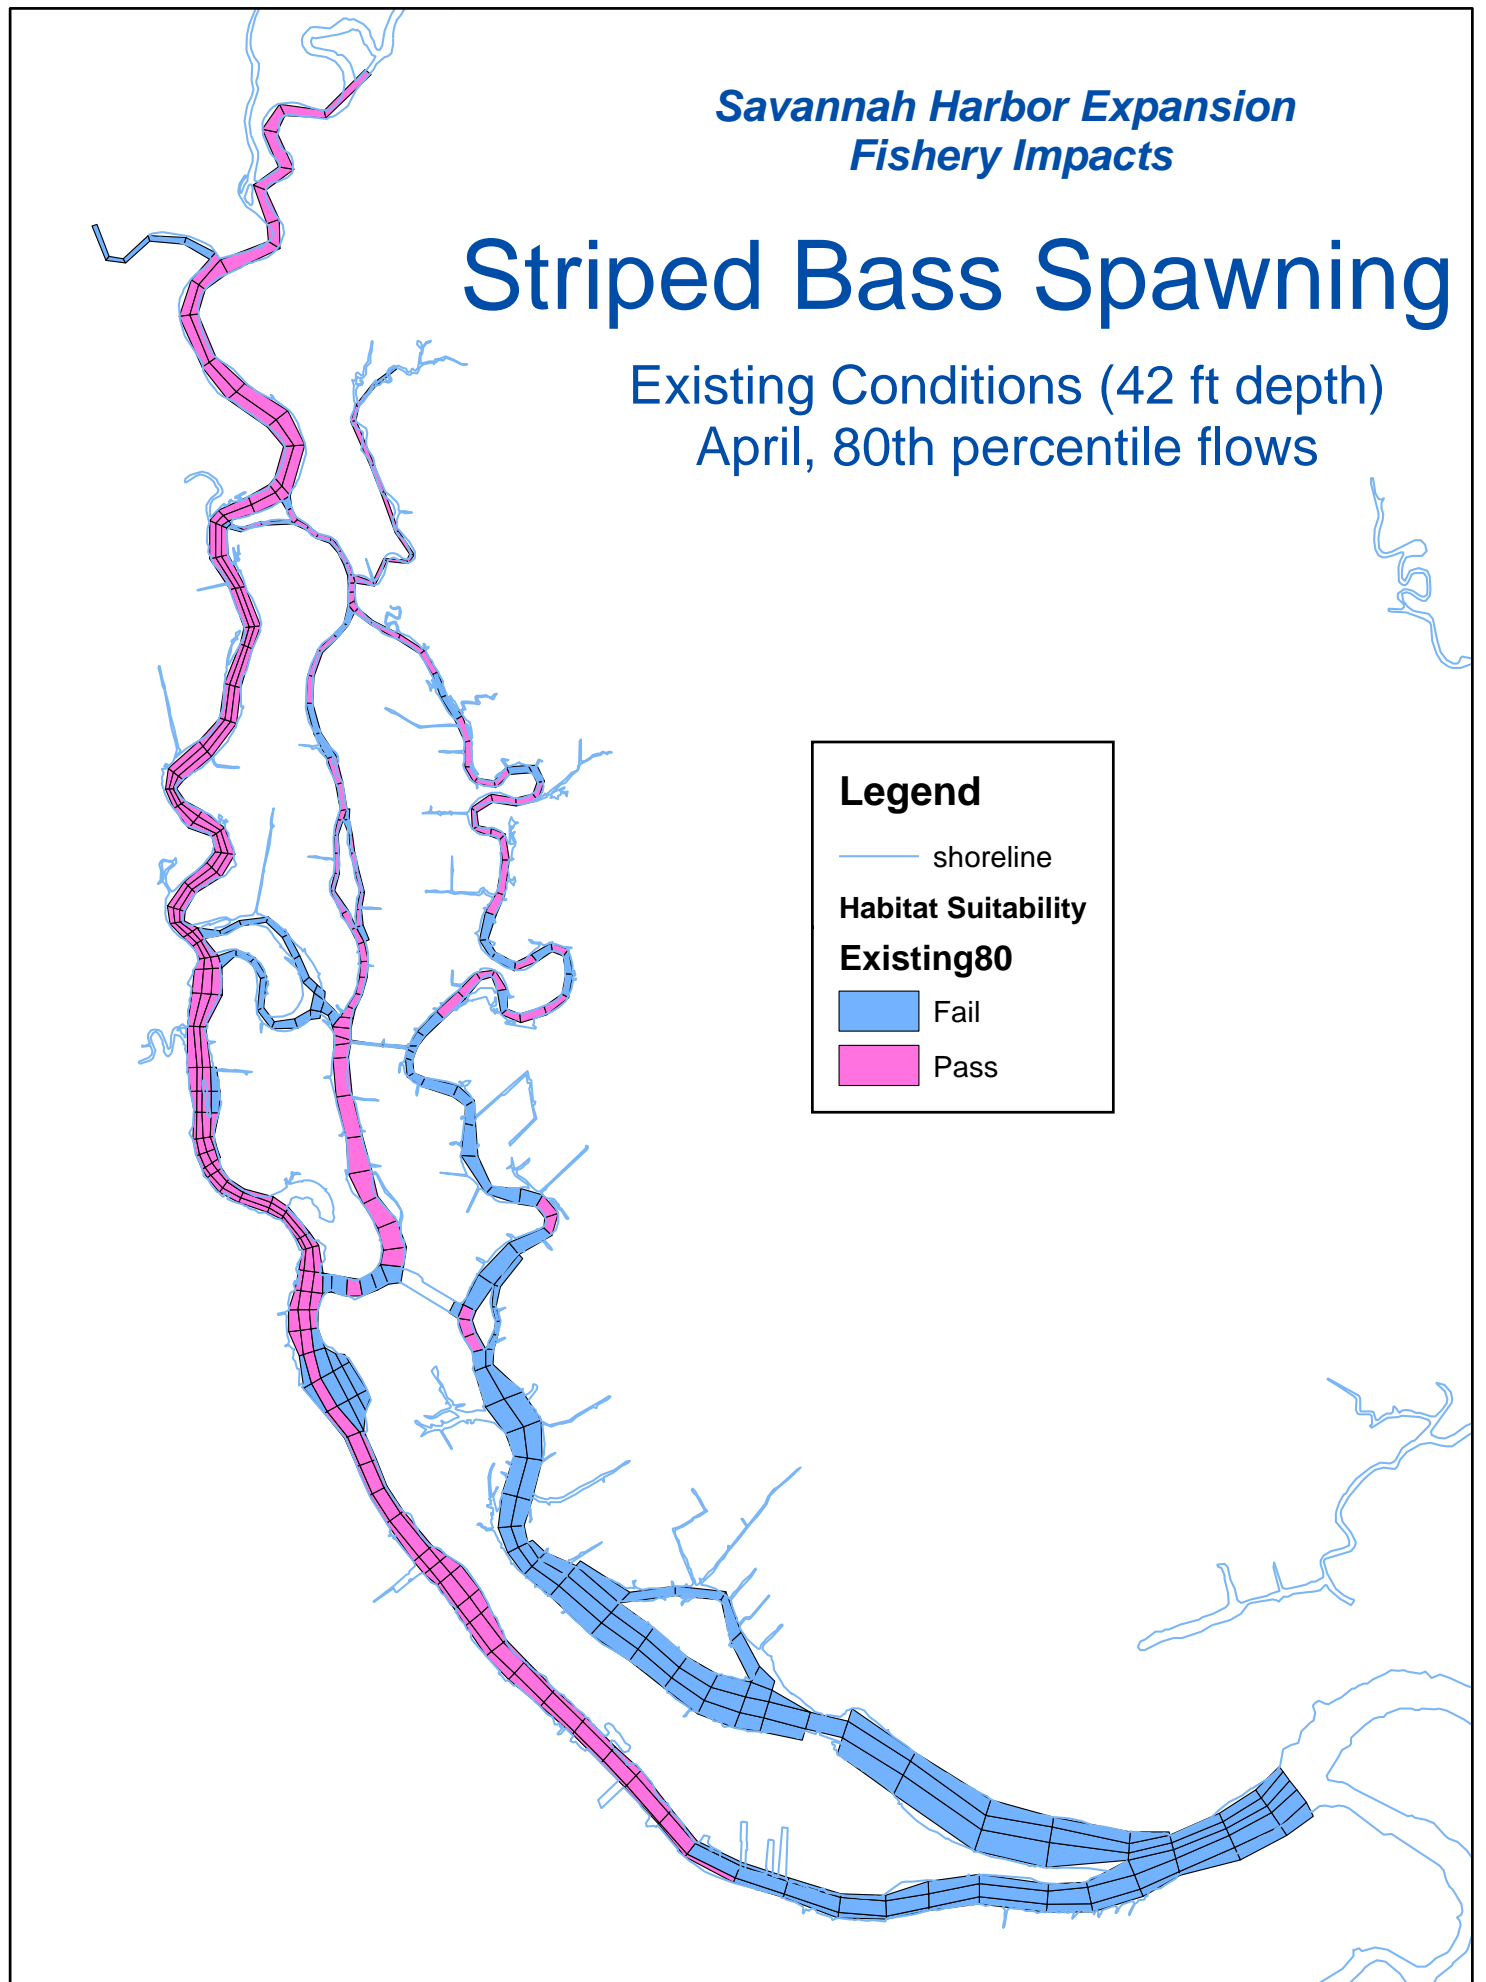 Savannah Harbor Expansion
Fishery Impacts
Striped Bass Spawning
Existing Conditions (42 ft depth)
April, 80th percentile flows
Legend
shoreline
Habitat Suitability
Existing80
Fail
Pass